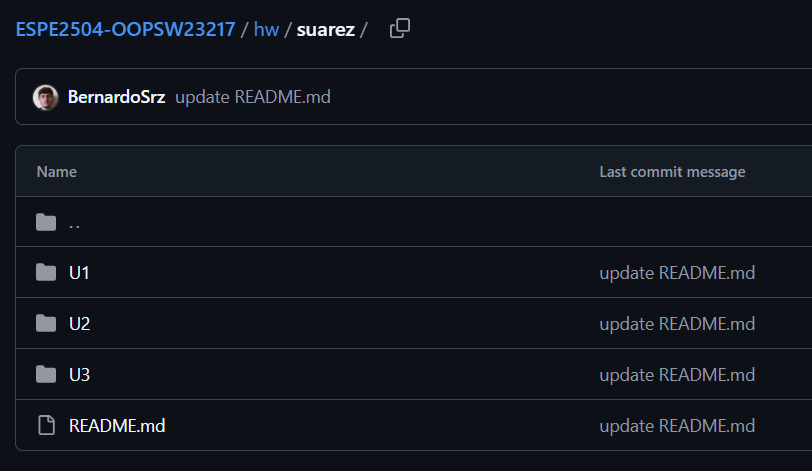 ESPE2504-OOPSW23217 / hw / suarez /
BernardoSrz update README.md
Name Last commit message
..
U1 update README.md
U2 update README.md
U3 update README.md
README.md update README.md